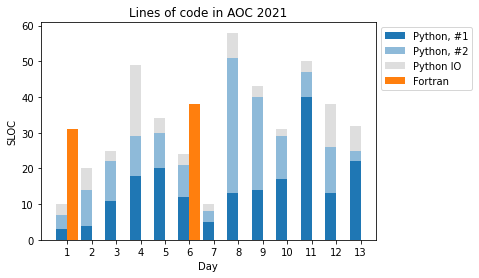 Lines of code in AOC 2021
60
50
40
30
20
10
0
SLOC
1 2 3 4 5 6 7 8 9 10 11 12 13
Day
Python, #1
Python, #2
Python IO
Fortran